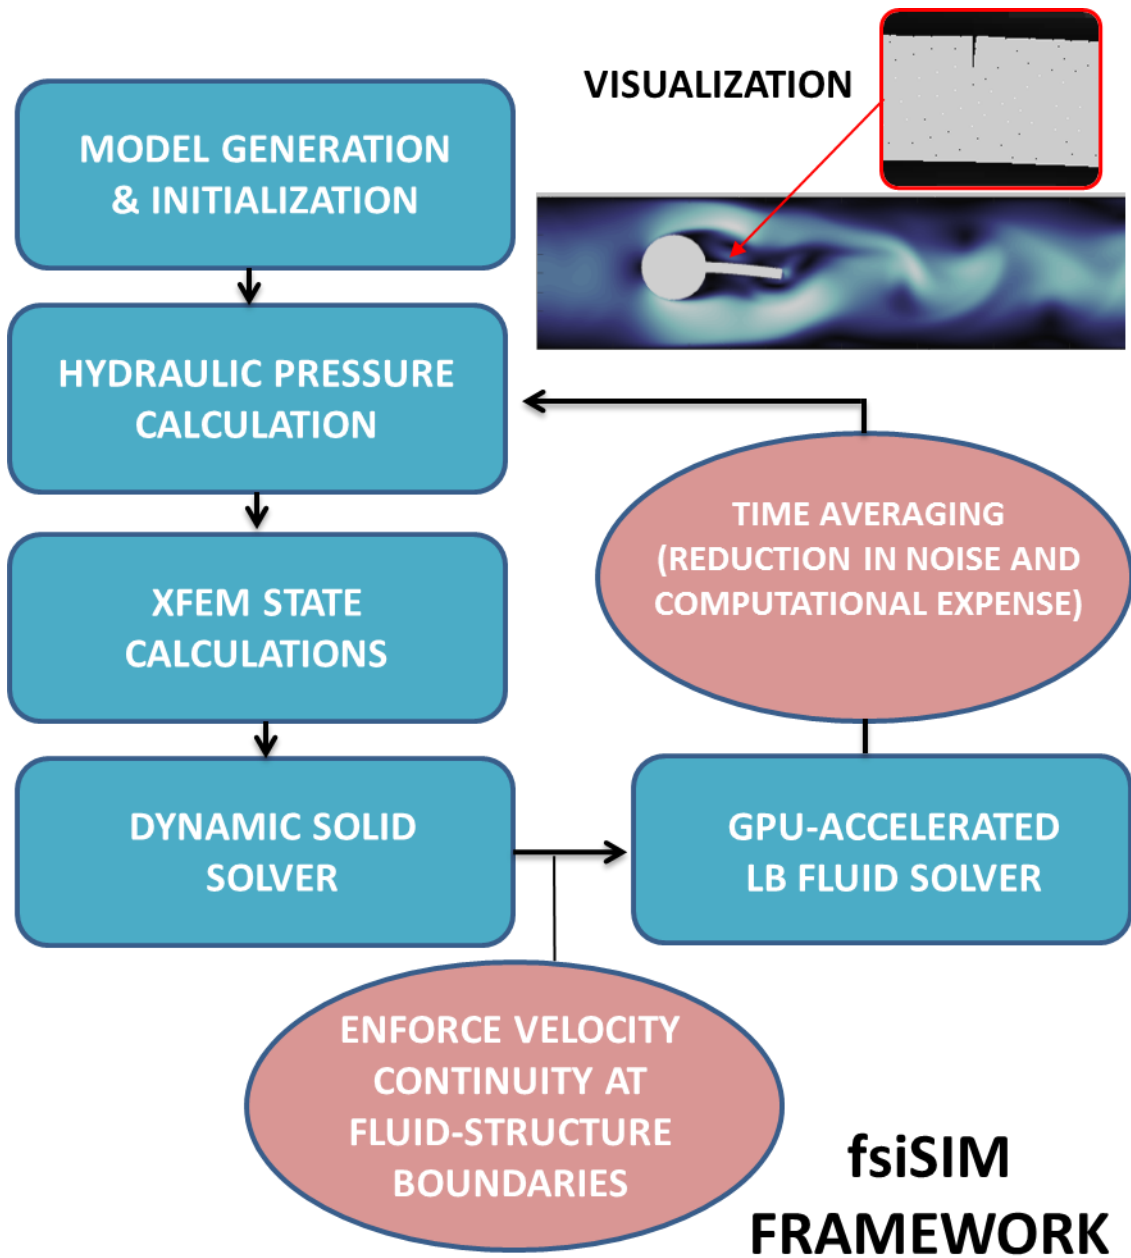 VISUALIZATION
MODEL GENERATION
& INITIALIZATION
HYDRAULIC PRESSURE
CALCULATION
XFEM STATE
CALCULATIONS
DYNAMIC SOLID
SOLVER
TIME AVERAGING
(REDUCTION IN NOISE AND
COMPUTATIONAL EXPENSE)
GPU-ACCELERATED
LB FLUID SOLVER
ENFORCE VELOCITY
CONTINUITY AT
FLUID-STRUCTURE
BOUNDARIES
fsiSIM
FRAMEWORK